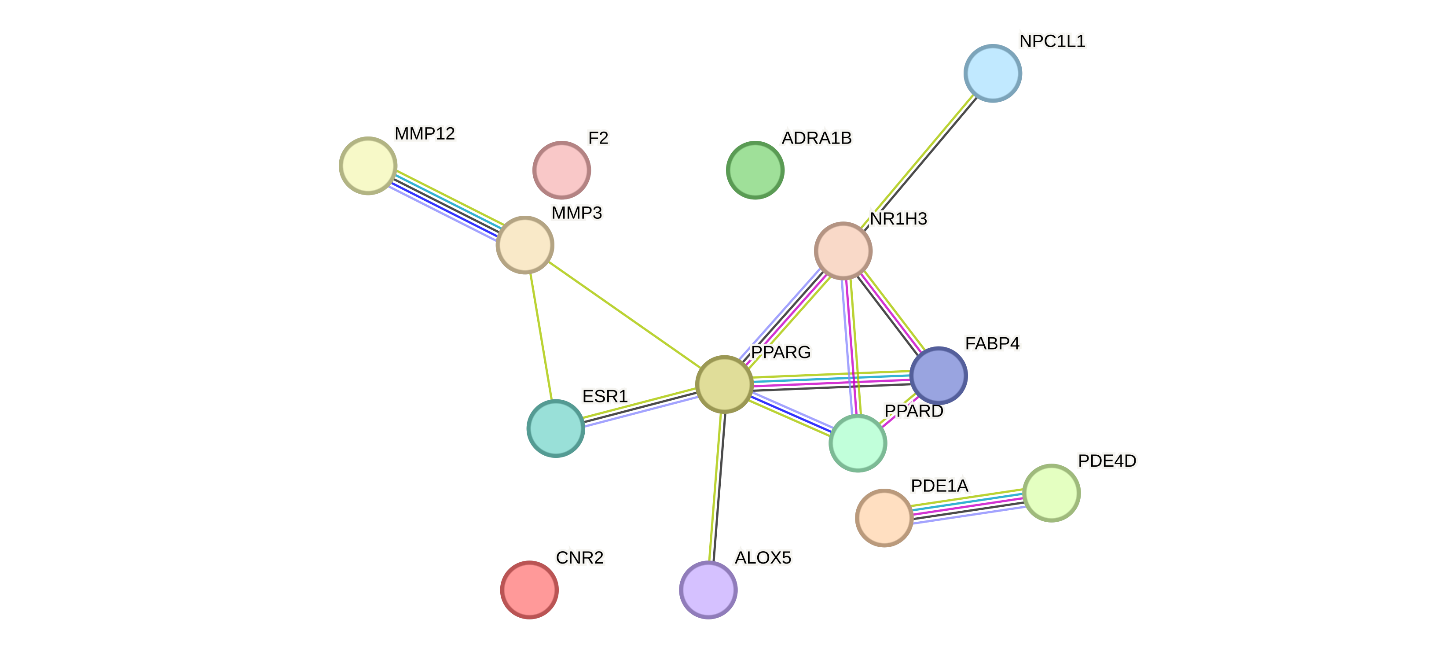 NPC1L1
MMP12
F2
ADRA1B
MMP3
NR1H3
FABP4
PPARG
ESR1
PPARD
PDE4D
PDE1A
CNR2
ALOX5